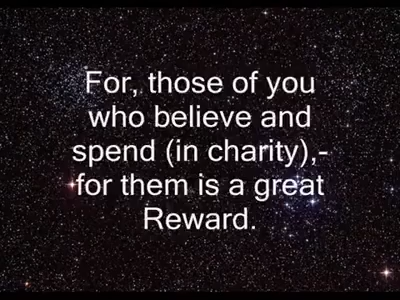 For, those of you
who believe and
spend (in charity),-
for them is a great
Reward.